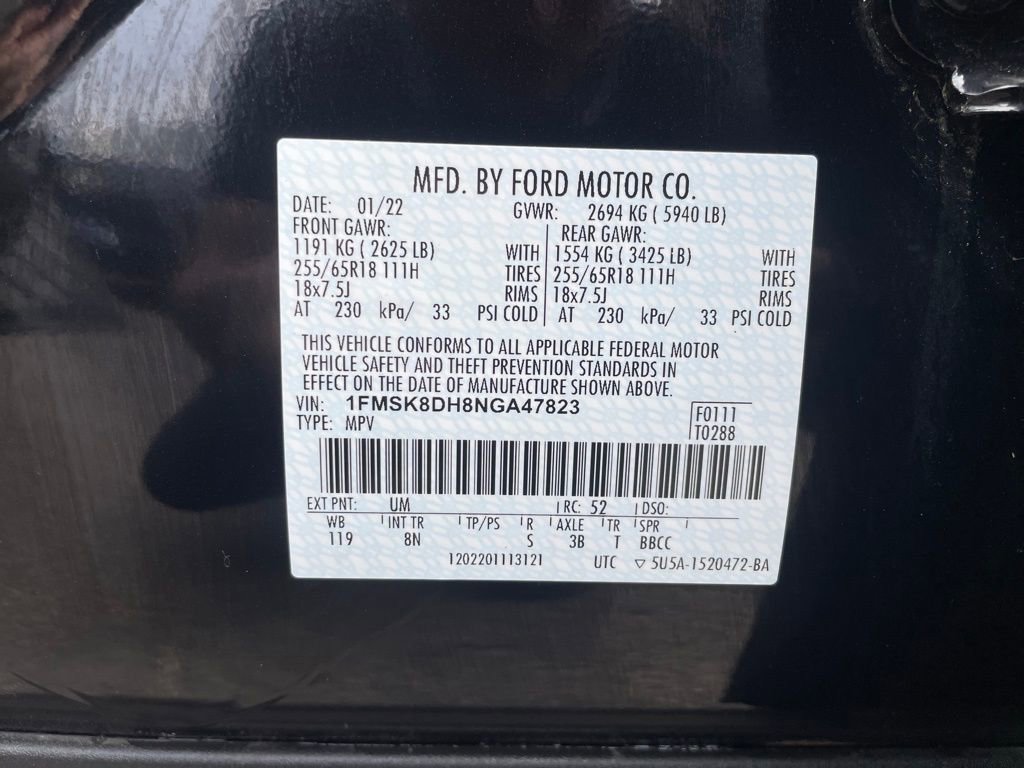 MFD. BY FORD MOTOR CO.
DATE: 01/22 GVWR: 2694 KG ( 5940 LB)
FRONT GAWR: REAR GAWR:
1191 KG ( 2625 LB) WITH 1554 KG ( 3425 LB) WITH
255/65R18 111H TIRES 255/65R18 111H TIRES
18x7.5J RIMS 18x7.5J RIMS
AT 230 kPa/ 33 PSI COLD AT 230 kPa/ 33 PSI COLD
THIS VEHICLE CONFORMS TO ALL APPLICABLE FEDERAL MOTOR
VEHICLE SAFETY AND THEFT PREVENTION STANDARDS IN
EFFECT ON THE DATE OF MANUFACTURE SHOWN ABOVE.
VIN: 1FMSK8DH8NGA47823 F0111
TYPE: MPV T0288
EXT PNT: UM RC: 52 DSO:
WB INT TR TP/PS R AXLE TR SPR
119 8N S 3B T BBCC
1202201113121 UTC ▽ 5U5A-1520472-BA